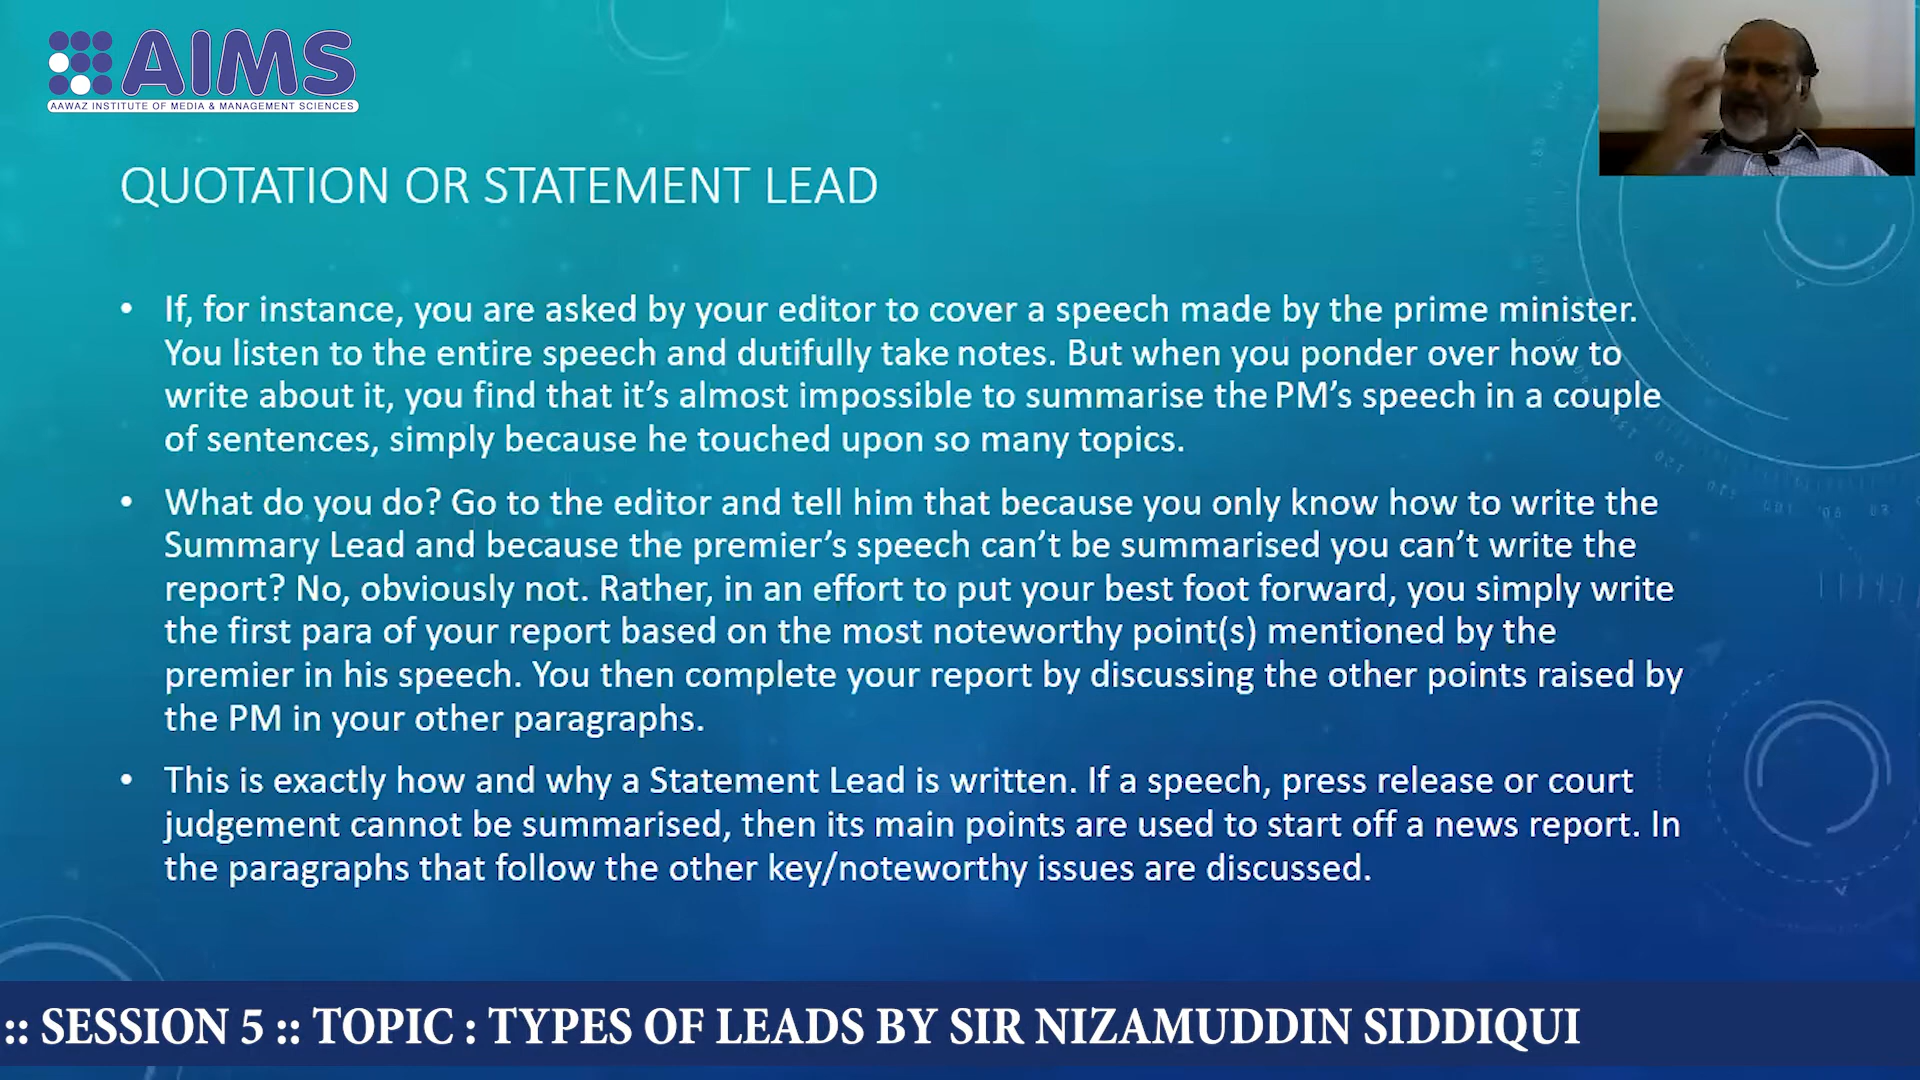 AIMS
AAWAZ INSTITUTE OF MEDIA & MANAGEMENT SCIENCES
QUOTATION OR STATEMENT LEAD
• If, for instance, you are asked by your editor to cover a speech made by the prime minister.
You listen to the entire speech and dutifully take notes. But when you ponder over how to
write about it, you find that it’s almost impossible to summarise the PM’s speech in a couple
of sentences, simply because he touched upon so many topics.
• What do you do? Go to the editor and tell him that because you only know how to write the
Summary Lead and because the premier’s speech can’t be summarised you can’t write the
report? No, obviously not. Rather, in an effort to put your best foot forward, you simply write
the first para of your report based on the most noteworthy point(s) mentioned by the
premier in his speech. You then complete your report by discussing the other points raised by
the PM in your other paragraphs.
• This is exactly how and why a Statement Lead is written. If a speech, press release or court
judgement cannot be summarised, then its main points are used to start off a news report. In
the paragraphs that follow the other key/noteworthy issues are discussed.
:: SESSION 5 :: TOPIC : TYPES OF LEADS BY SIR NIZAMUDDIN SIDDIQUI